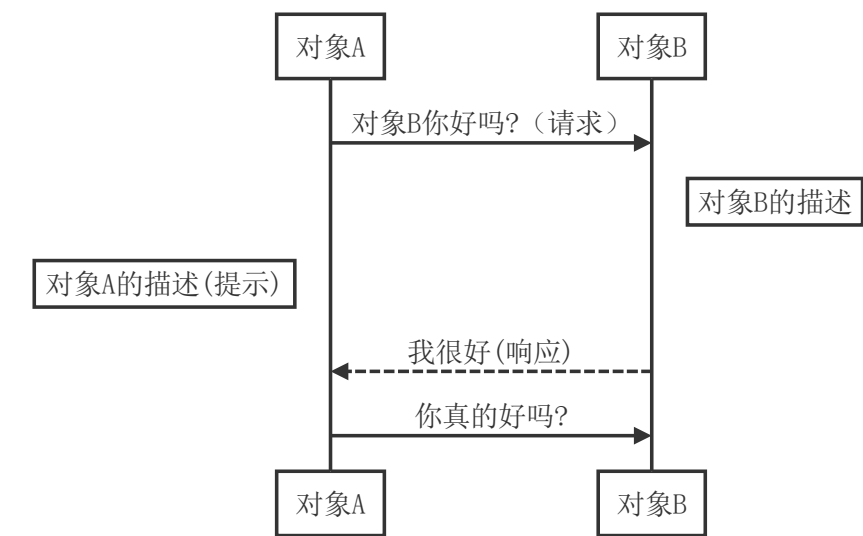 对象A
对象B
对象B你好吗?（请求）
对象B的描述
对象A的描述(提示)
我很好(响应)
你真的好吗?
对象A
对象B